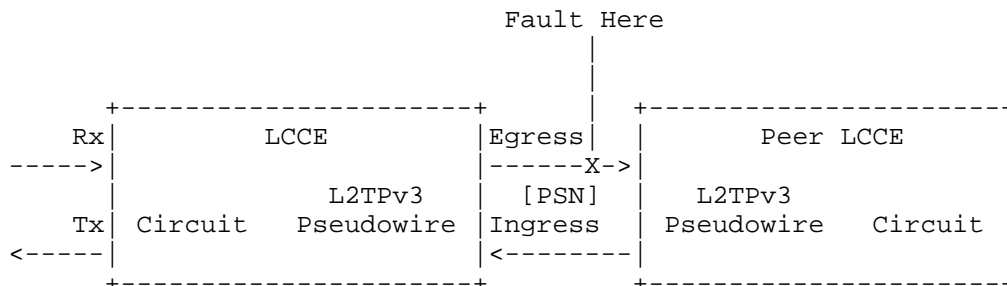 Fault Here
Rx LCCE Egress Peer LCCE
----->  ------X->
L2TPv3 [PSN] L2TPv3
Tx Circuit Pseudowire Ingress Pseudowire Circuit
<----- <--------